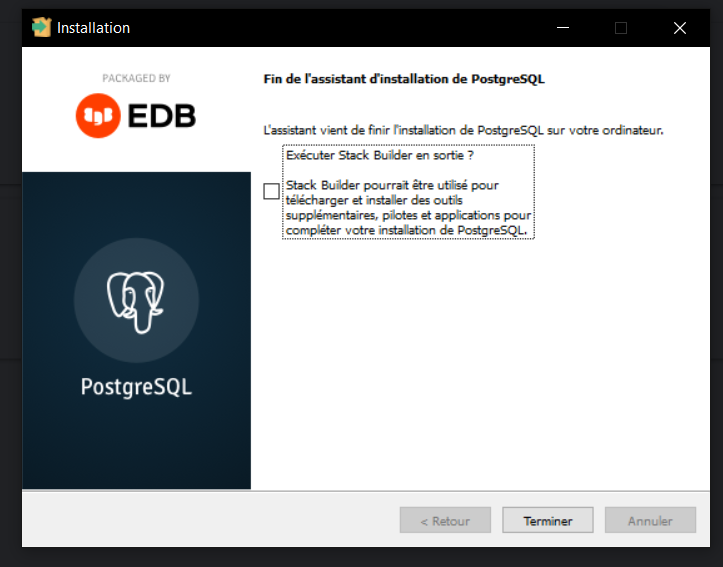 Installation
PACKAGED BY
EDB
Fin de l'assistant d'installation de PostgreSQL
L'assistant vient de finir l'installation de PostgreSQL sur votre ordinateur.
Exécuter Stack Builder en sortie ?
Stack Builder pourrait être utilisé pour
télécharger et installer des outils
supplémentaires, pilotes et applications pour
compléter votre installation de PostgreSQL.
PostgreSQL
< Retour
Terminer
Annuler